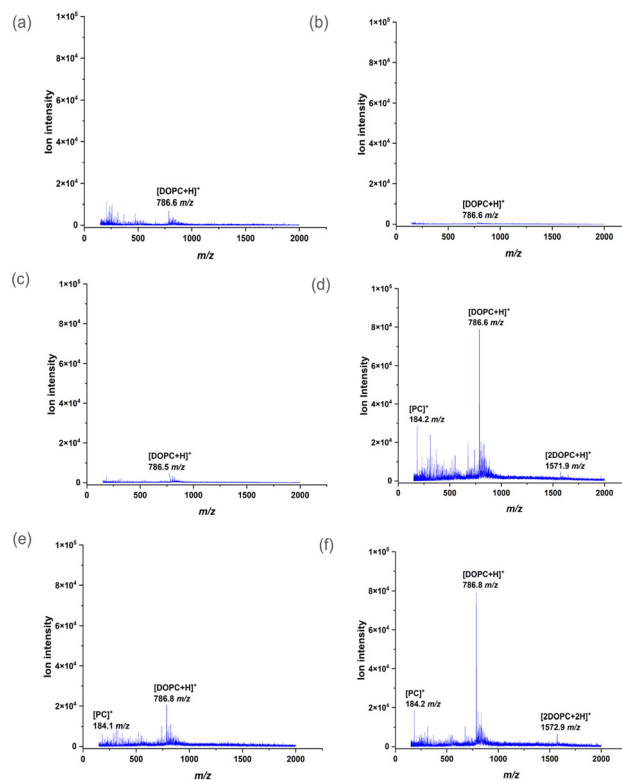 (a)
1×10⁵
8×10⁴
6×10⁴
4×10⁴
2×10⁴
0
Ion intensity
[DOPC+H]⁺
786.6 m/z
0 500 1000 1500 2000
m/z
(b)
1×10⁵
8×10⁴
6×10⁴
4×10⁴
2×10⁴
0
Ion intensity
[DOPC+H]⁺
786.6 m/z
0 500 1000 1500 2000
m/z
(c)
1×10⁵
8×10⁴
6×10⁴
4×10⁴
2×10⁴
0
Ion intensity
[DOPC+H]⁺
786.5 m/z
0 500 1000 1500 2000
m/z
(d)
1×10⁵
8×10⁴
6×10⁴
4×10⁴
2×10⁴
0
Ion Intensity
[DOPC+H]⁺
786.6 m/z
[PC]⁺
184.2 m/z
[2DOPC+H]⁺
1571.9 m/z
0 500 1000 1500 2000
m/z
(e)
1×10⁵
8×10⁴
6×10⁴
4×10⁴
2×10⁴
0
Ion intensity
[DOPC+H]⁺
786.8 m/z
[PC]⁺
184.1 m/z
0 500 1000 1500 2000
m/z
(f)
1×10⁵
8×10⁴
6×10⁴
4×10⁴
2×10⁴
0
Ion intensity
[DOPC+H]⁺
786.8 m/z
[PC]⁺
184.2 m/z
[2DOPC+2H]⁺
1572.9 m/z
0 500 1000 1500 2000
m/z